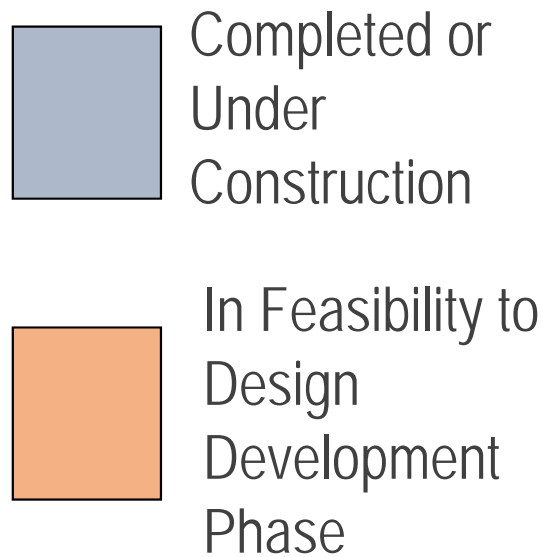 Completed or
Under
Construction
In Feasibility to
Design
Development
Phase